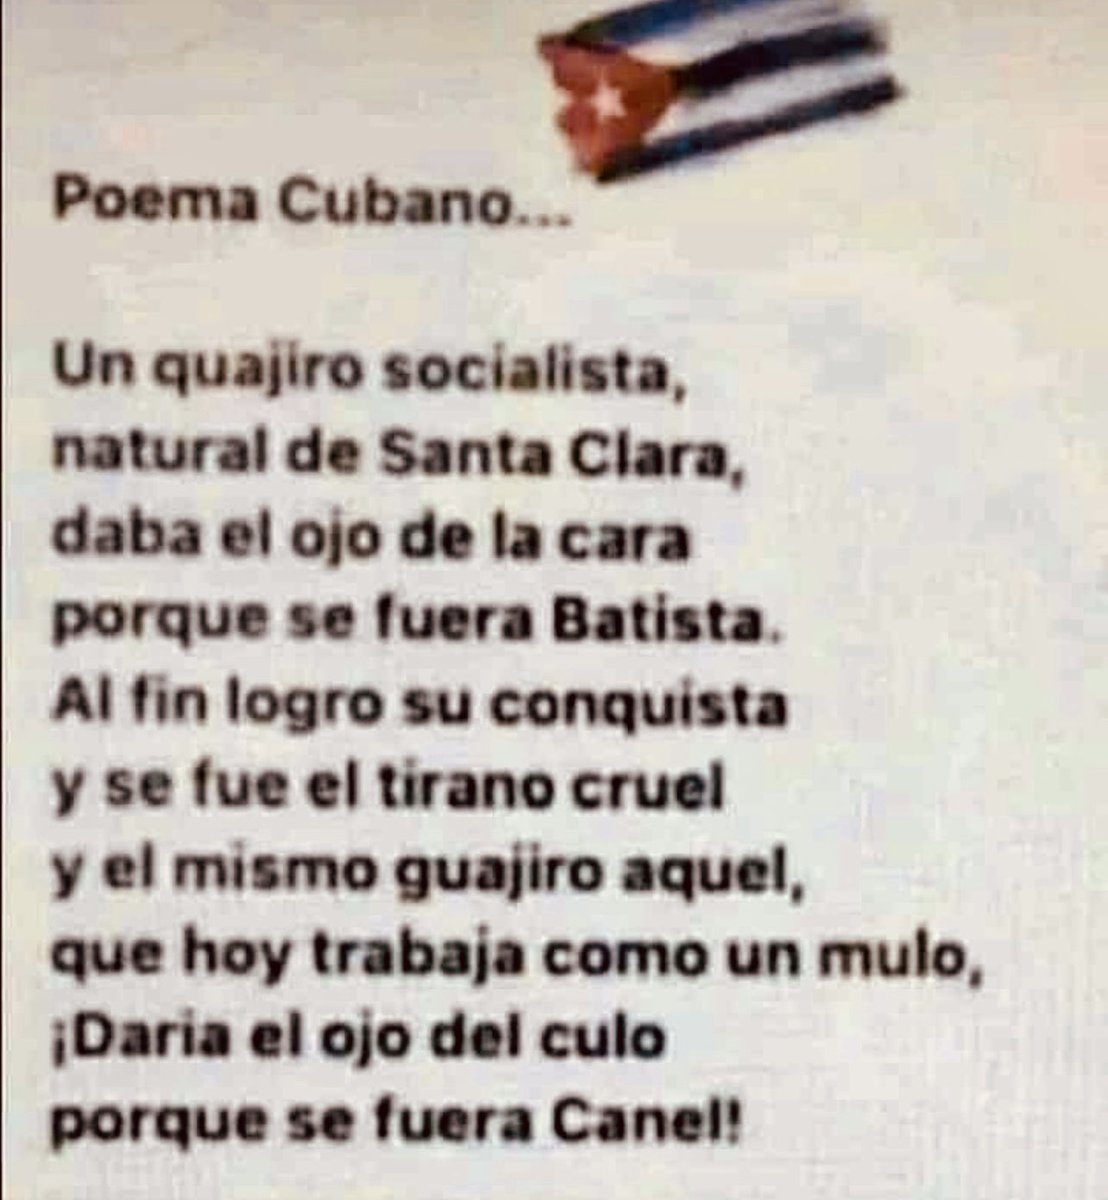 Poema Cubano...
Un quajiro socialista,
natural de Santa Clara,
daba el ojo de la cara
porque se fuera Batista.
Al fin logro su conquista
y se fue el tirano cruel
y el mismo guajiro aquel,
que hoy trabaja como un mulo,
¡Daria el ojo del culo
porque se fuera Canel!